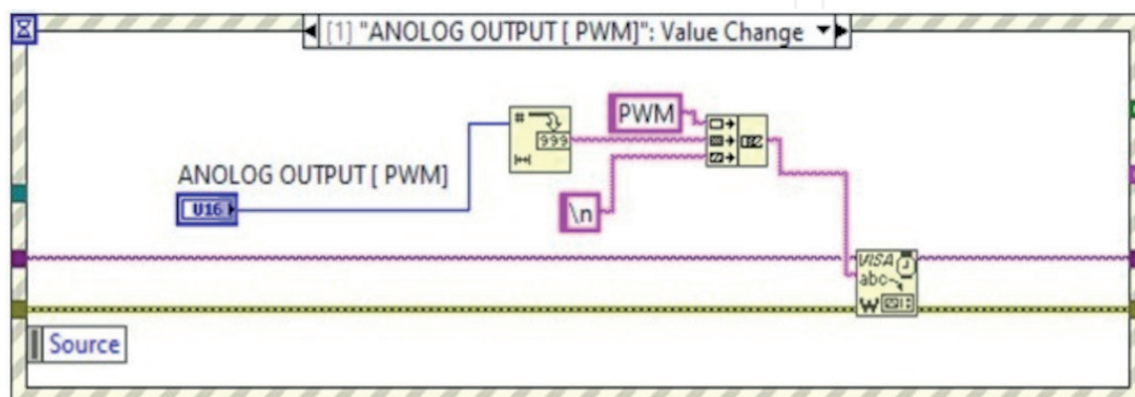 [1] "ANOLOG OUTPUT [ PWM]": Value Change
PWM
# 999
ANOLOG OUTPUT [ PWM]
U16
\n
VISA
abc
W
Source